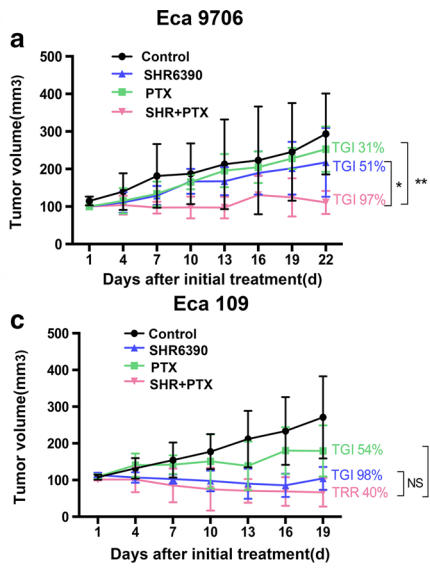 Eca 9706
a
Tumor volume(mm3)
500
400
300
200
100
0
Control
SHR6390
PTX
SHR+PTX
TGI 31%
TGI 51%
TGI 97%
*
**
1 4 7 10 13 16 19 22
Days after initial treatment(d)
Eca 109
c
Tumor volume(mm3)
500
400
300
200
100
0
Control
SHR6390
PTX
SHR+PTX
TGI 54%
TGI 98%
TRR 40%
NS
1 4 7 10 13 16 19
Days after initial treatment(d)